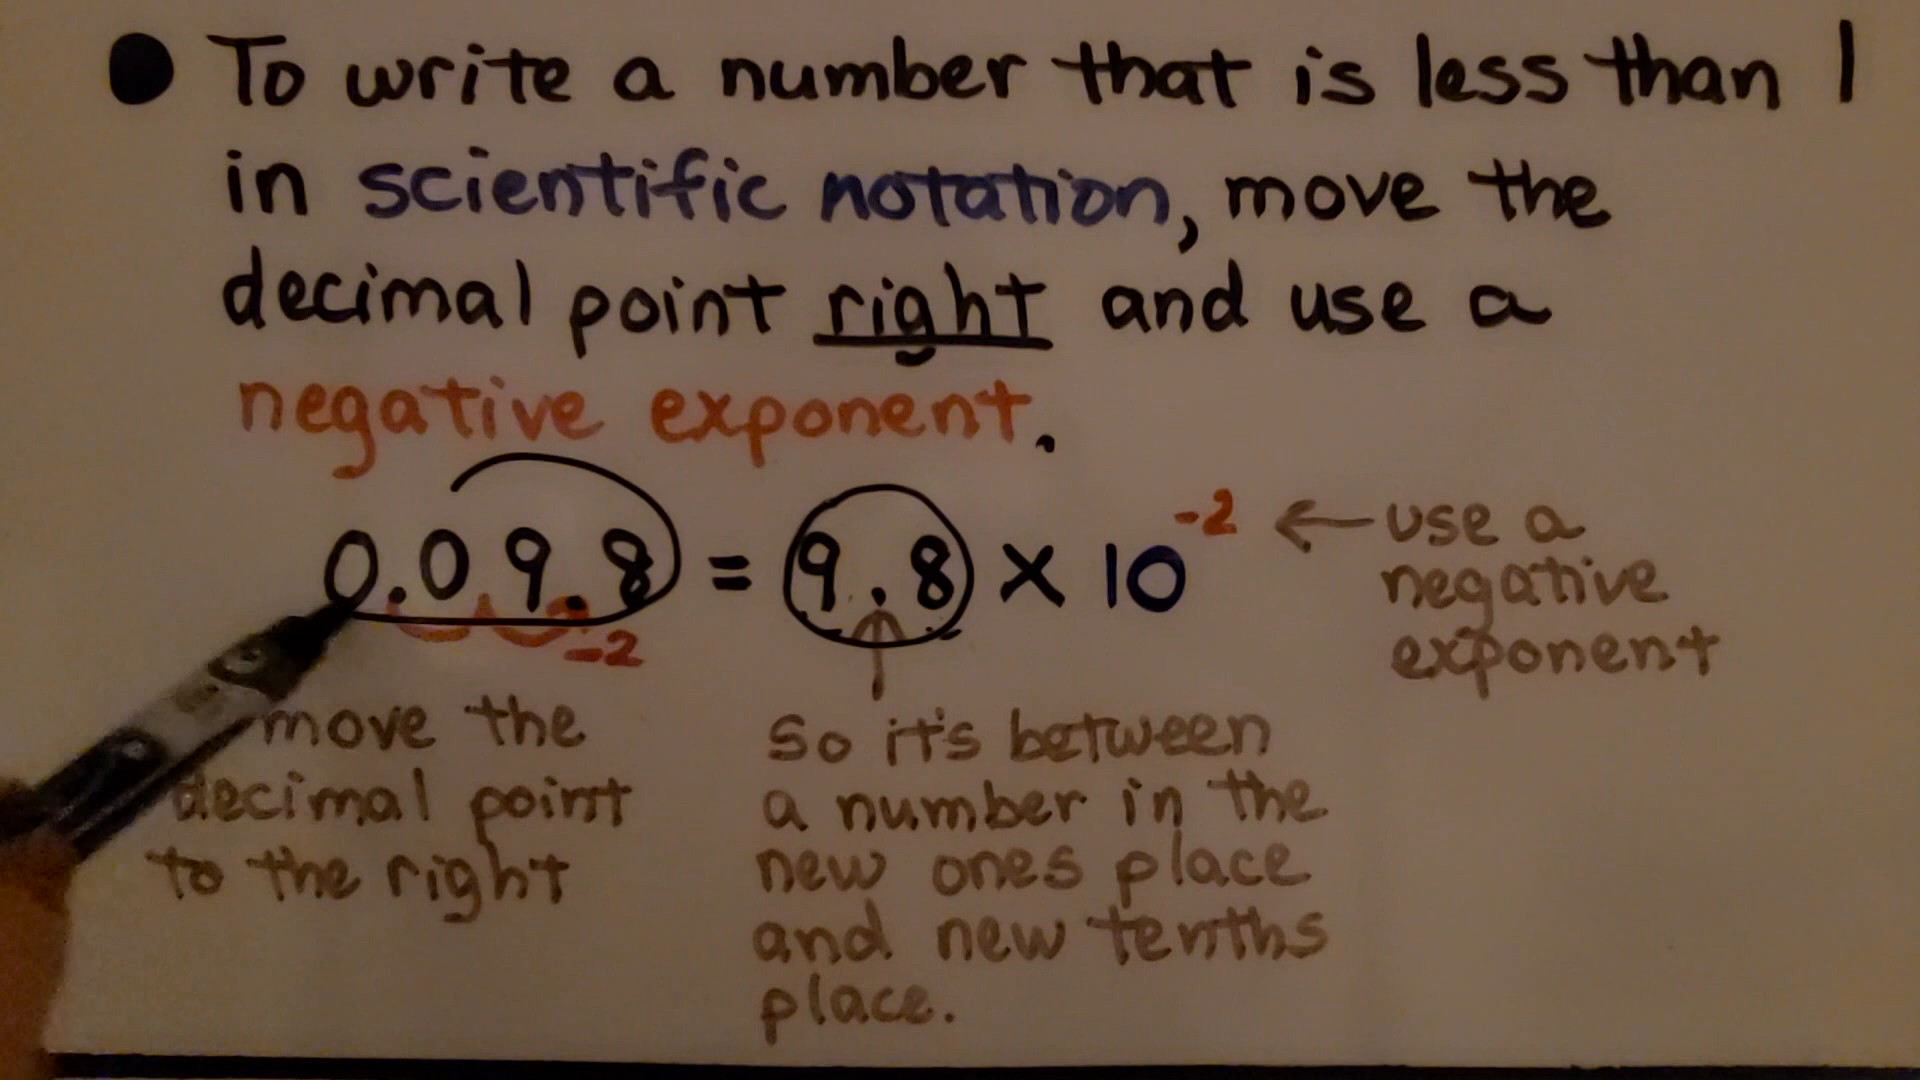 ● To write a number that is less than 1
in scientific notation, move the
decimal point right and use a
negative exponent.
0.09.8 = 9.8 × 10⁻² ← use a
negative
exponent
-2
move the
decimal point
to the right
so it's between
a number in the
new ones place
and new tenths
place.